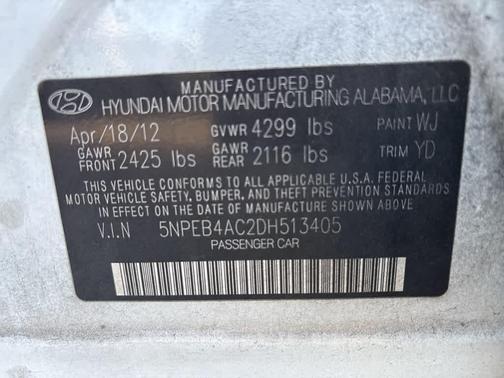 MANUFACTURED BY
HYUNDAI MOTOR MANUFACTURING ALABAMA, LLC
Apr/18/12 GVWR 4299 lbs PAINT WJ
GAWR FRONT 2425 lbs GAWR REAR 2116 lbs TRIM YD
THIS VEHICLE CONFORMS TO ALL APPLICABLE U.S.A. FEDERAL
MOTOR VEHICLE SAFETY, BUMPER, AND THEFT PREVENTION STANDARDS
IN EFFECT ON THE DATE OF MANUFACTURE SHOWN ABOVE.
V.I.N 5NPEB4AC2DH513405
PASSENGER CAR